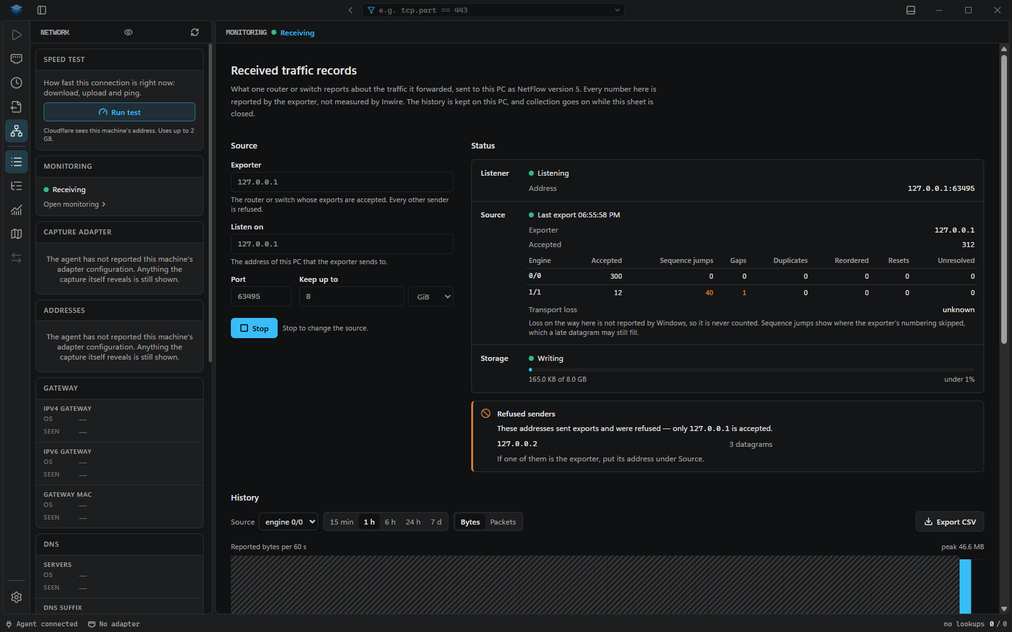 e.g. tcp.port == 443
NETWORK
MONITORING Receiving
SPEED TEST
How fast this connection is right now:
download, upload and ping.
Run test
Cloudflare sees this machine's address. Uses up to 2
GB.
MONITORING
Receiving
Open monitoring
CAPTURE ADAPTER
The agent has not reported this machine's
adapter configuration. Anything the
capture itself reveals is still shown.
ADDRESSES
The agent has not reported this machine's
adapter configuration. Anything the
capture itself reveals is still shown.
GATEWAY
IPV4 GATEWAY
OS —
SEEN —
IPV6 GATEWAY
OS —
SEEN —
GATEWAY MAC
OS —
SEEN —
DNS
SERVERS
OS —
SEEN —
DNS SUFFIX
Received traffic records
What one router or switch reports about the traffic it forwarded, sent to this PC as NetFlow version 5. Every number here is
reported by the exporter, not measured by Inwire. The history is kept on this PC, and collection goes on while this sheet is
closed.
Source
Exporter
127.0.0.1
The router or switch whose exports are accepted. Every other sender
is refused.
Listen on
127.0.0.1
The address of this PC that the exporter sends to.
Port Keep up to
63495 8 GiB
Stop Stop to change the source.
Status
Listener Listening
Address 127.0.0.1:63495
Source Last export 06:55:58 PM
Exporter 127.0.0.1
Accepted 312
Engine Accepted Sequence jumps Gaps Duplicates Reordered Resets Unresolved
0/0 300 0 0 0 0 0 0
1/1 12 40 1 0 0 0 0
Transport loss unknown
Loss on the way here is not reported by Windows, so it is never counted. Sequence jumps show where the exporter's numbering skipped,
which a late datagram may still fill.
Storage Writing
165.0 KB of 8.0 GB under 1%
Refused senders
These addresses sent exports and were refused — only 127.0.0.1 is accepted.
127.0.0.2 3 datagrams
If one of them is the exporter, put its address under Source.
History
Source engine 0/0 15 min 1 h 6 h 24 h 7 d Bytes Packets Export CSV
Reported bytes per 60 s peak 46.6 MB
Agent connected No adapter no lookups 0 / 0